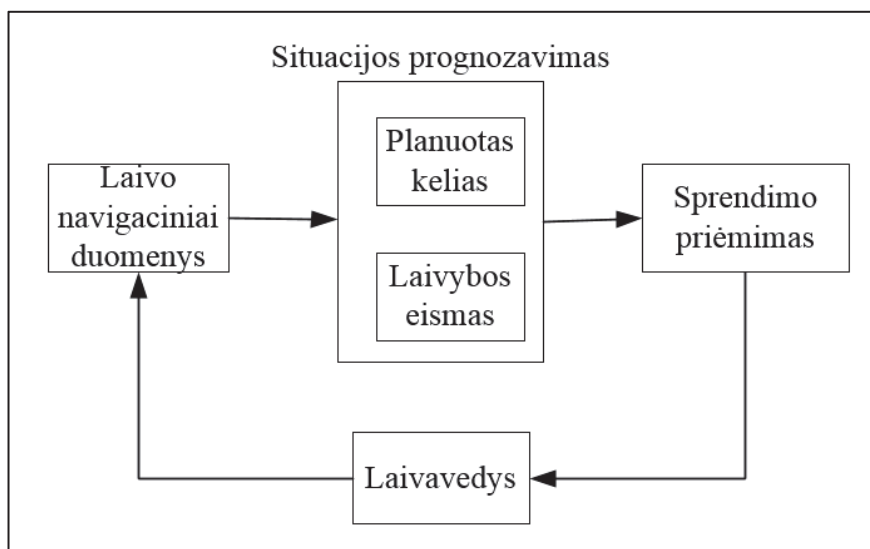 Situacijos prognozavimas
Laivo
navigaciniai
duomenys
Planuotas
kelias
Laivybos
eismas
Sprendimo
priėmimas
Laivavedys